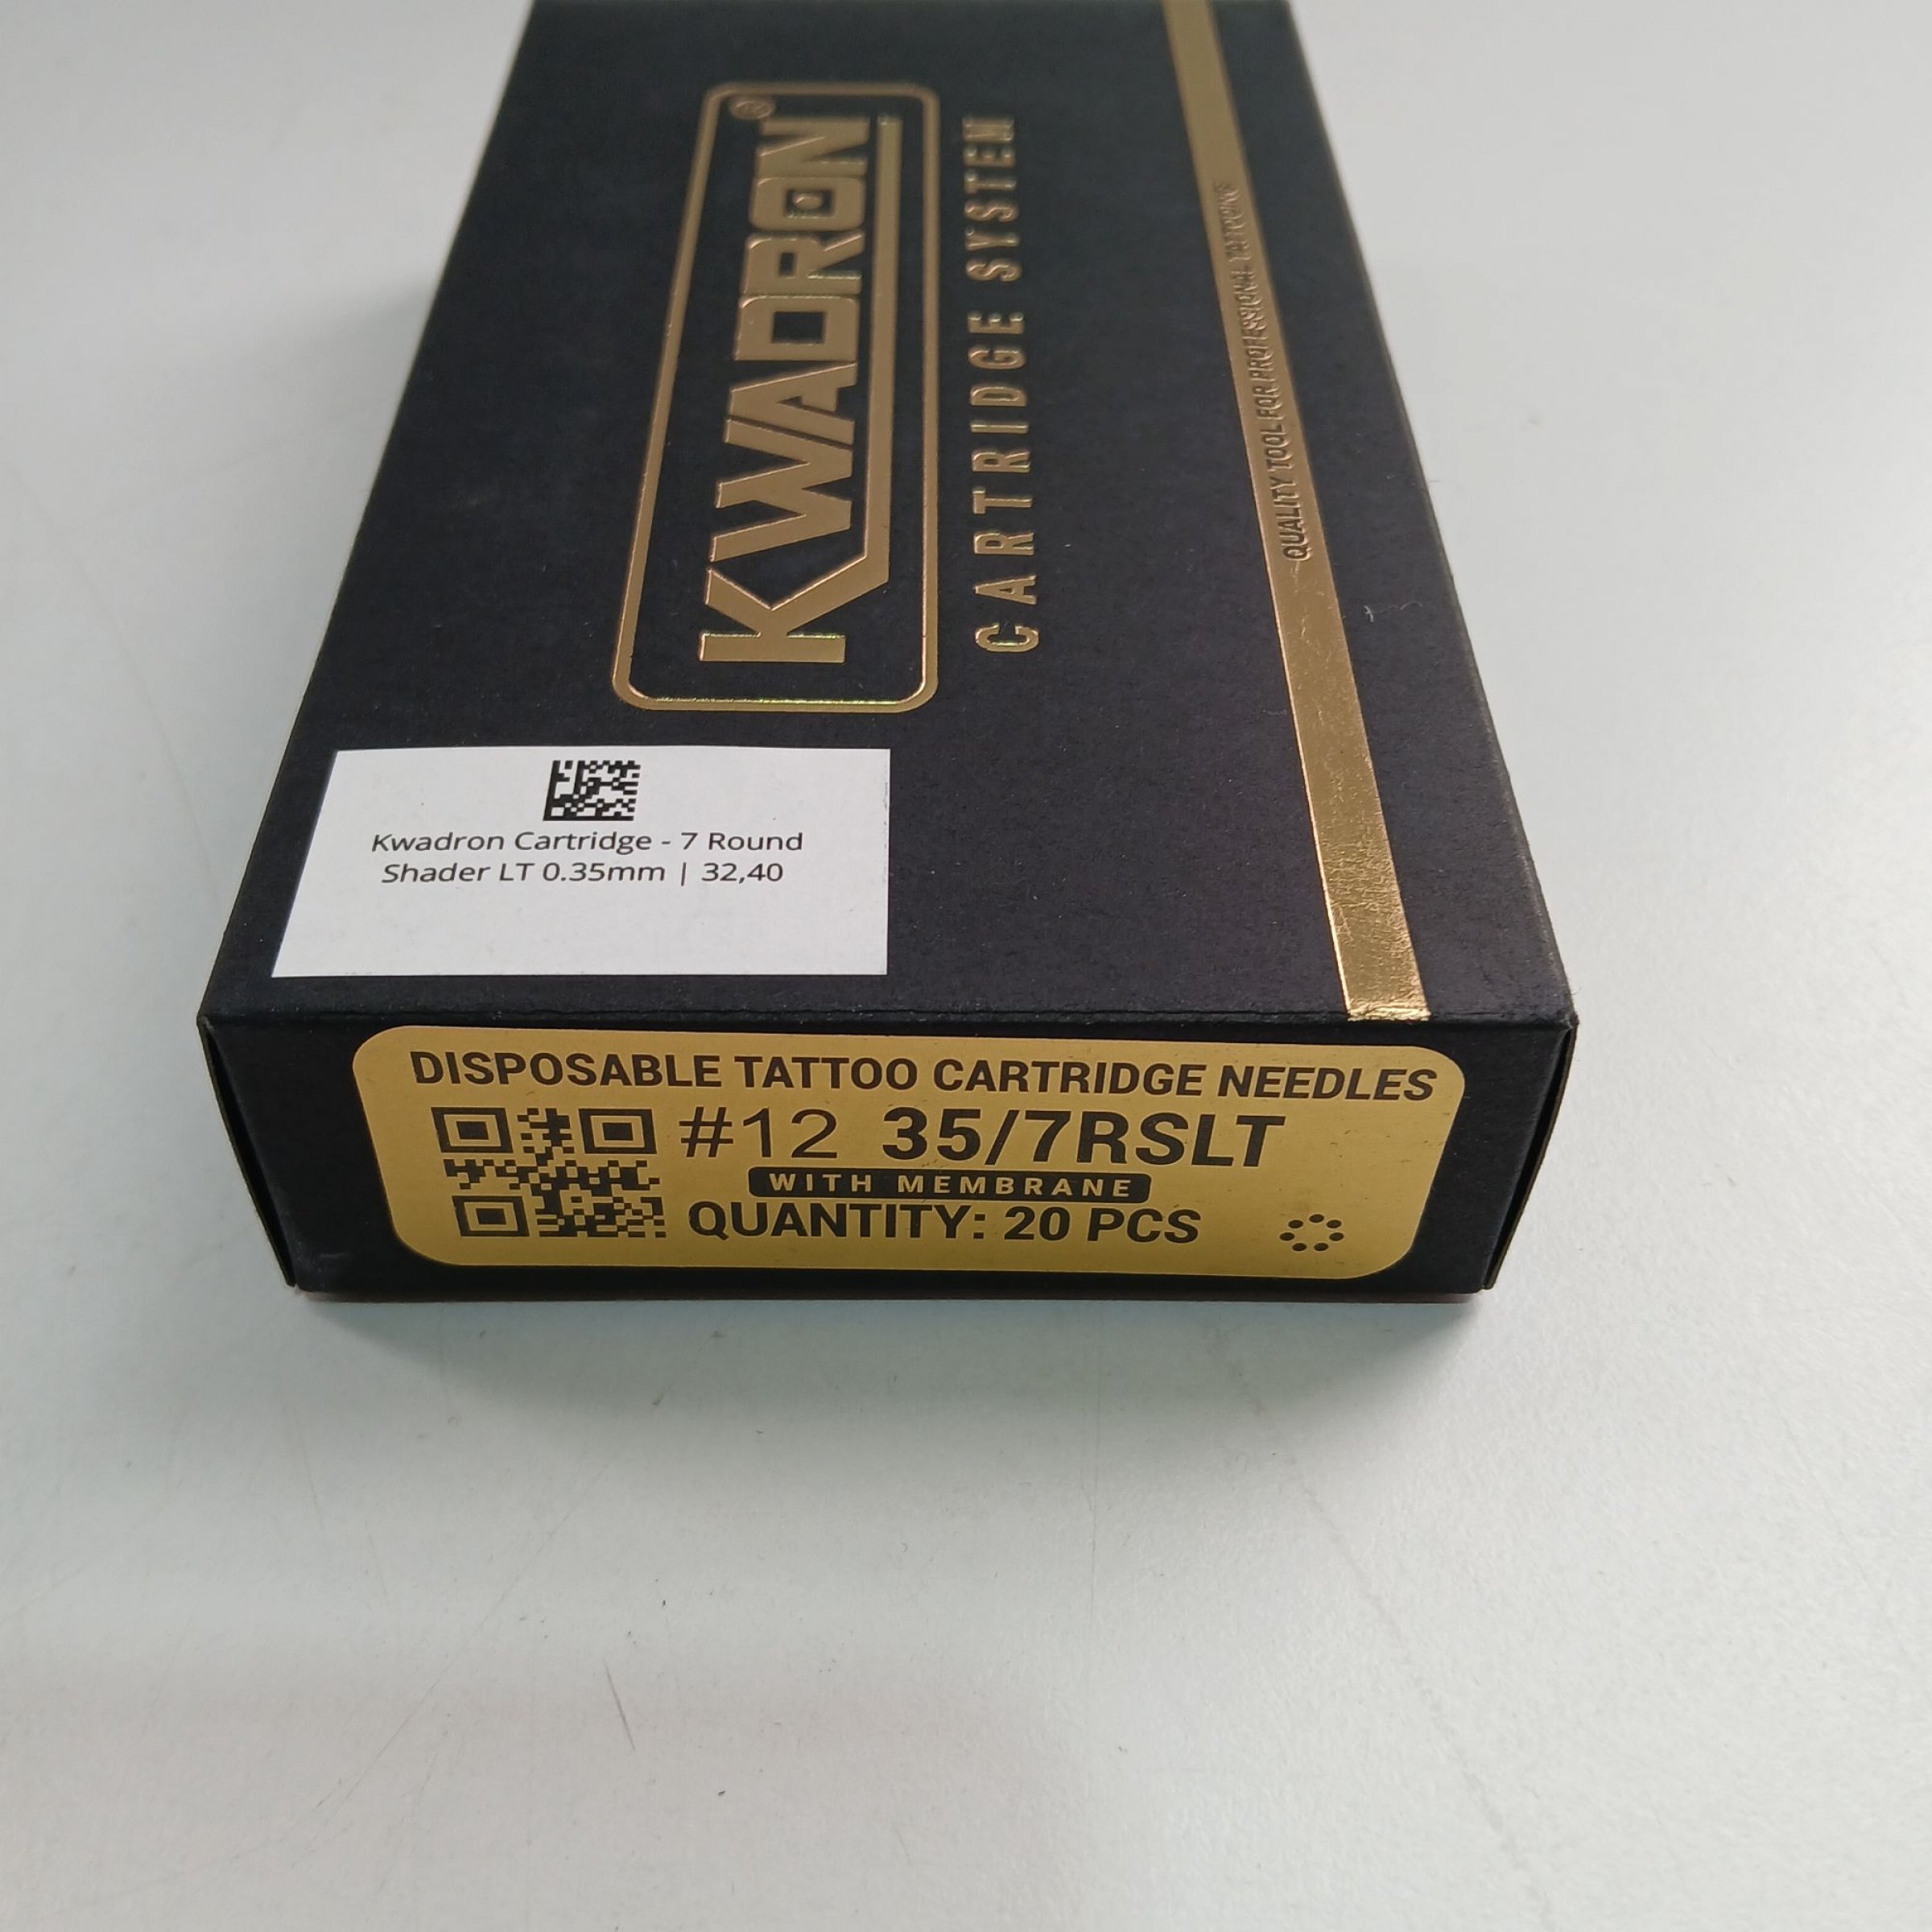 KWADRON®
CARTRIDGE SYSTEM
QUALITY TOOL FOR PROFESSIONAL TATTOOING
Kwadron Cartridge - 7 Round
Shader LT 0.35mm | 32,40
DISPOSABLE TATTOO CARTRIDGE NEEDLES
#12 35/7RSLT
WITH MEMBRANE
QUANTITY: 20 PCS